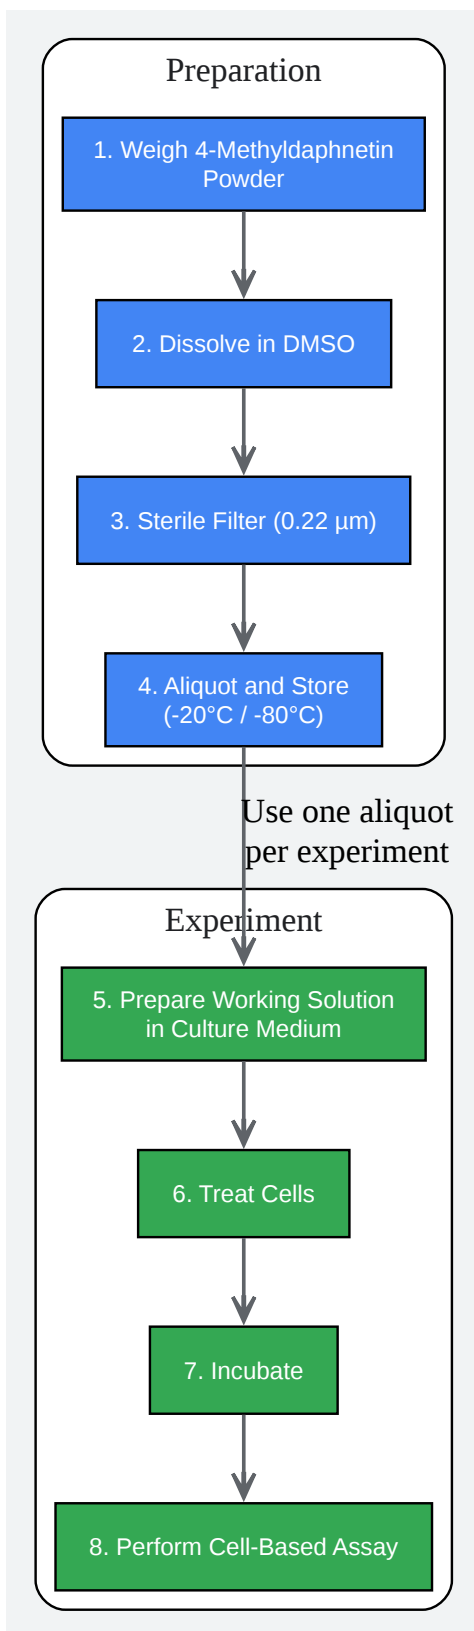 Preparation
1. Weigh 4-Methyldaphnetin
Powder
2. Dissolve in DMSO
3. Sterile Filter (0.22 µm)
4. Aliquot and Store
(-20°C / -80°C)
Use one aliquot
per experiment
Experiment
5. Prepare Working Solution
in Culture Medium
6. Treat Cells
7. Incubate
8. Perform Cell-Based Assay